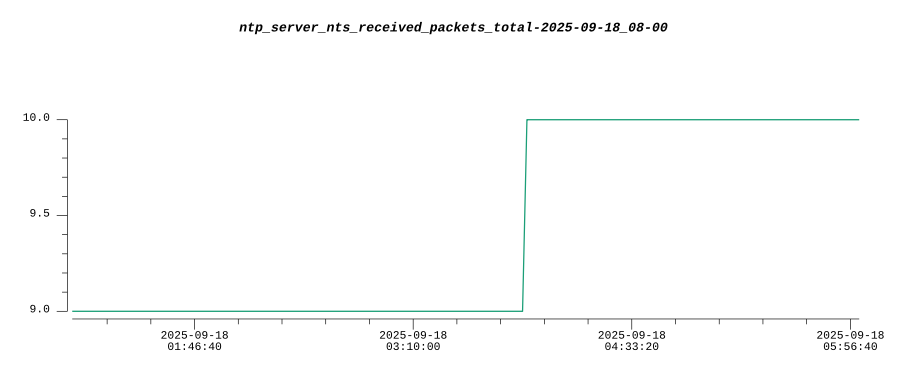 ntp_server_nts_received_packets_total-2025-09-18_08-00
10.0
9.5
9.0
2025-09-18 2025-09-18 2025-09-18 2025-09-18
01:46:40 03:10:00 04:33:20 05:56:40